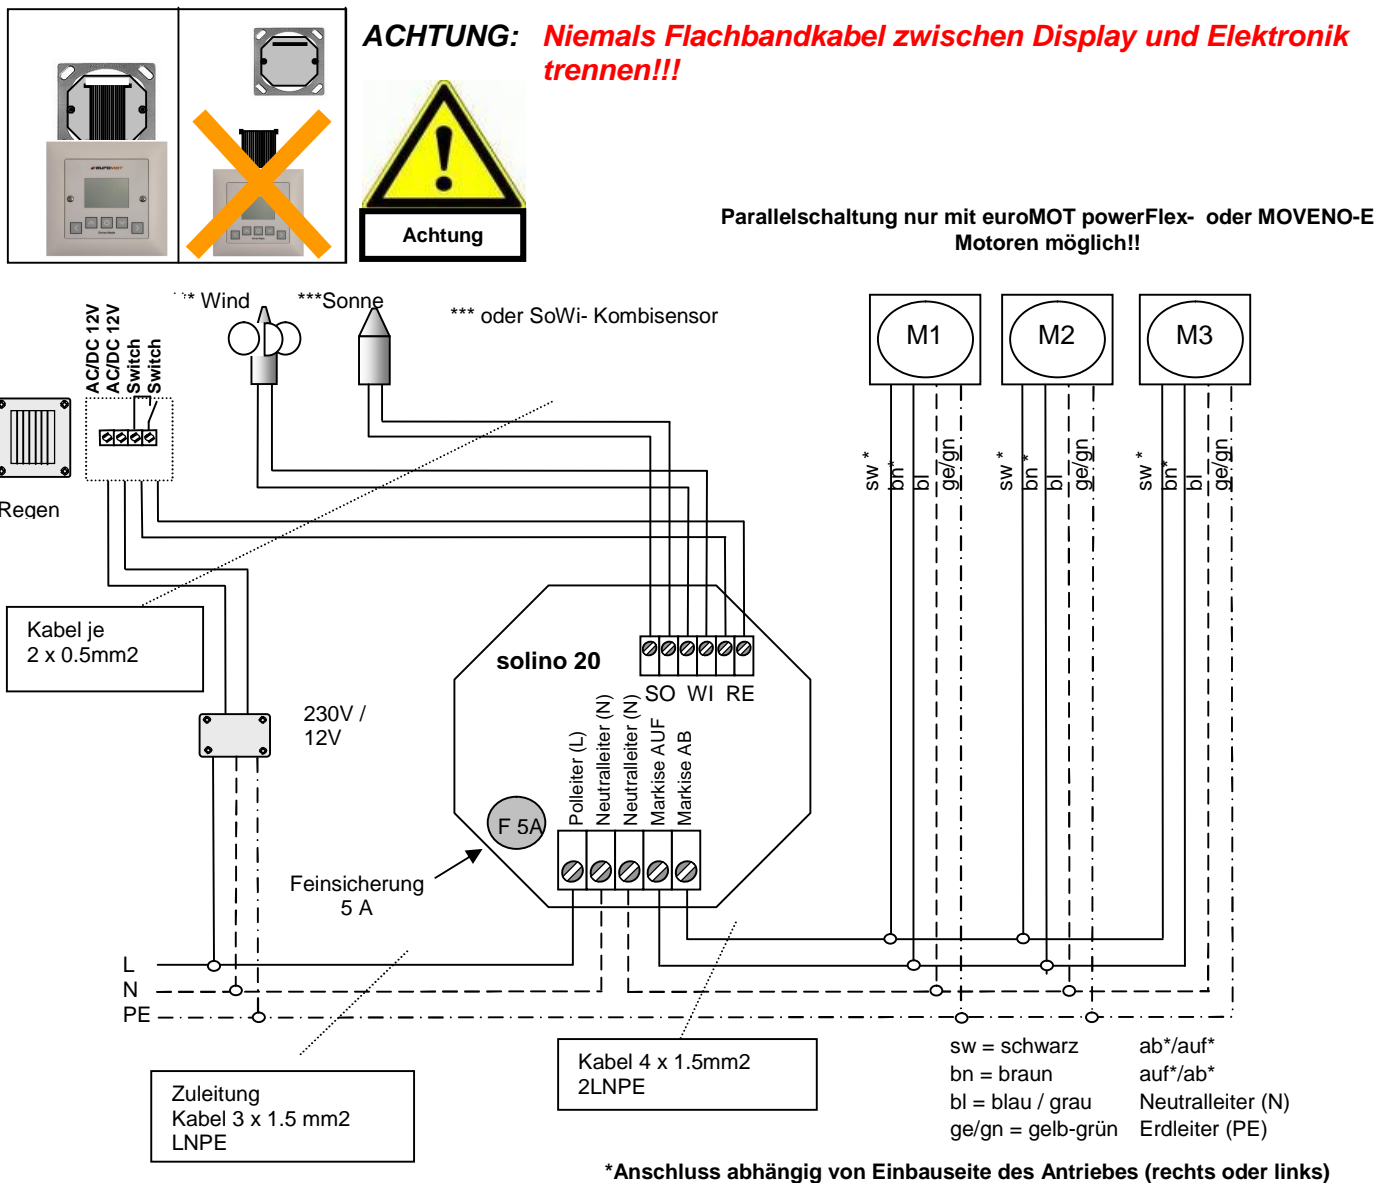 ACHTUNG: Niemals Flachbandkabel zwischen Display und Elektronik
trennen!!!
euroMOT
Achtung
Parallelschaltung nur mit euroMOT powerFlex- oder MOVENO-E
Motoren möglich!!
*** Wind
***Sonne
*** oder SoWi- Kombisensor
AC/DC 12V
AC/DC 12V
Switch
Switch
Regen
M1
M2
M3
sw *
bn*
bl
ge/gn
sw *
bn*
bl
ge/gn
sw *
bn*
bl
ge/gn
Kabel je
2 x 0.5mm2
230V /
12V
solino 20
SO WI RE
Polleiter (L)
Neutralleiter (N)
Neutralleiter (N)
Markise AUF
Markise AB
F 5A
Feinsicherung
5 A
L
N
PE
Zuleitung
Kabel 3 x 1.5 mm2
LNPE
Kabel 4 x 1.5mm2
2LNPE
sw = schwarz ab*/auf*
bn = braun auf*/ab*
bl = blau / grau Neutralleiter (N)
ge/gn = gelb-grün Erdleiter (PE)
*Anschluss abhängig von Einbauseite des Antriebes (rechts oder links)